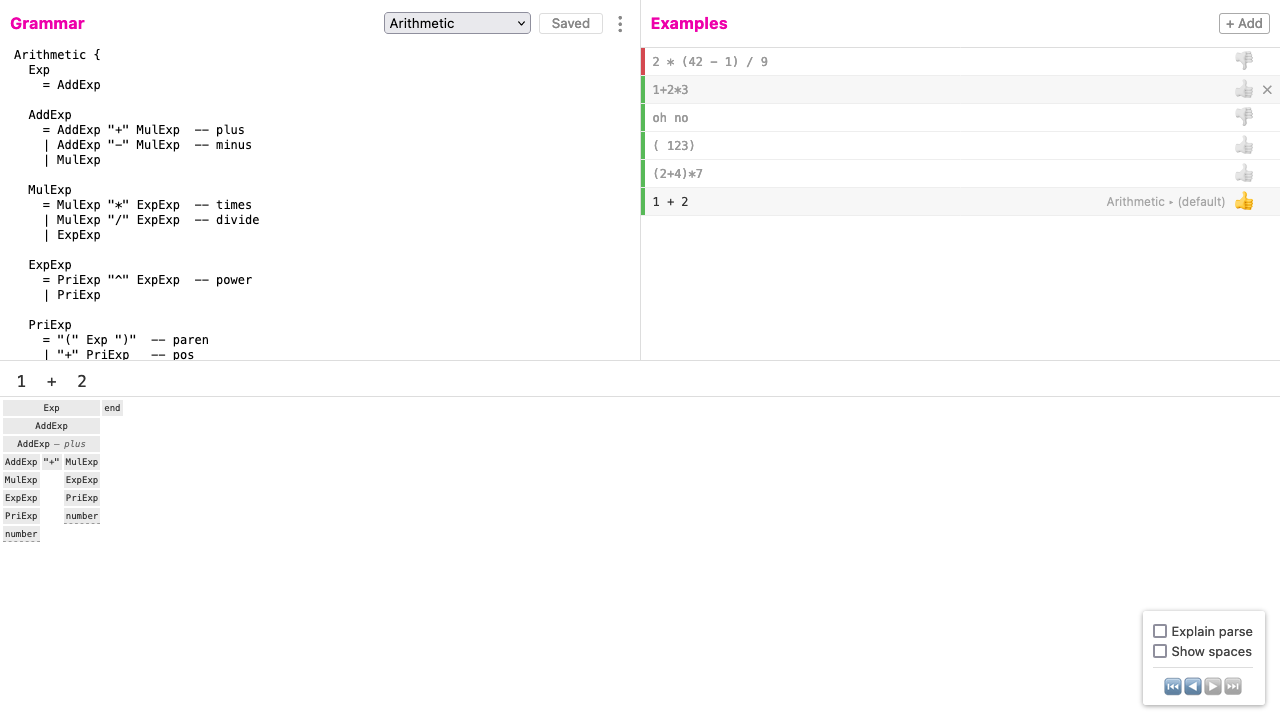 Grammar
Arithmetic
Saved
Arithmetic {
  Exp
    = AddExp
  AddExp
    = AddExp "+" MulExp  -- plus
    | AddExp "-" MulExp  -- minus
    | MulExp
  MulExp
    = MulExp "*" ExpExp  -- times
    | MulExp "/" ExpExp  -- divide
    | ExpExp
  ExpExp
    = PriExp "^" ExpExp  -- power
    | PriExp
  PriExp
    = "(" Exp ")"  -- paren
    | "+" PriExp   -- pos
Examples
+ Add
2 * (42 - 1) / 9
1+2*3
oh no
( 123)
(2+4)*7
1 + 2 Arithmetic ▸ (default)
1 + 2
Exp end
AddExp
AddExp – plus
AddExp "+" MulExp
MulExp ExpExp
ExpExp PriExp
PriExp number
number
Explain parse
Show spaces